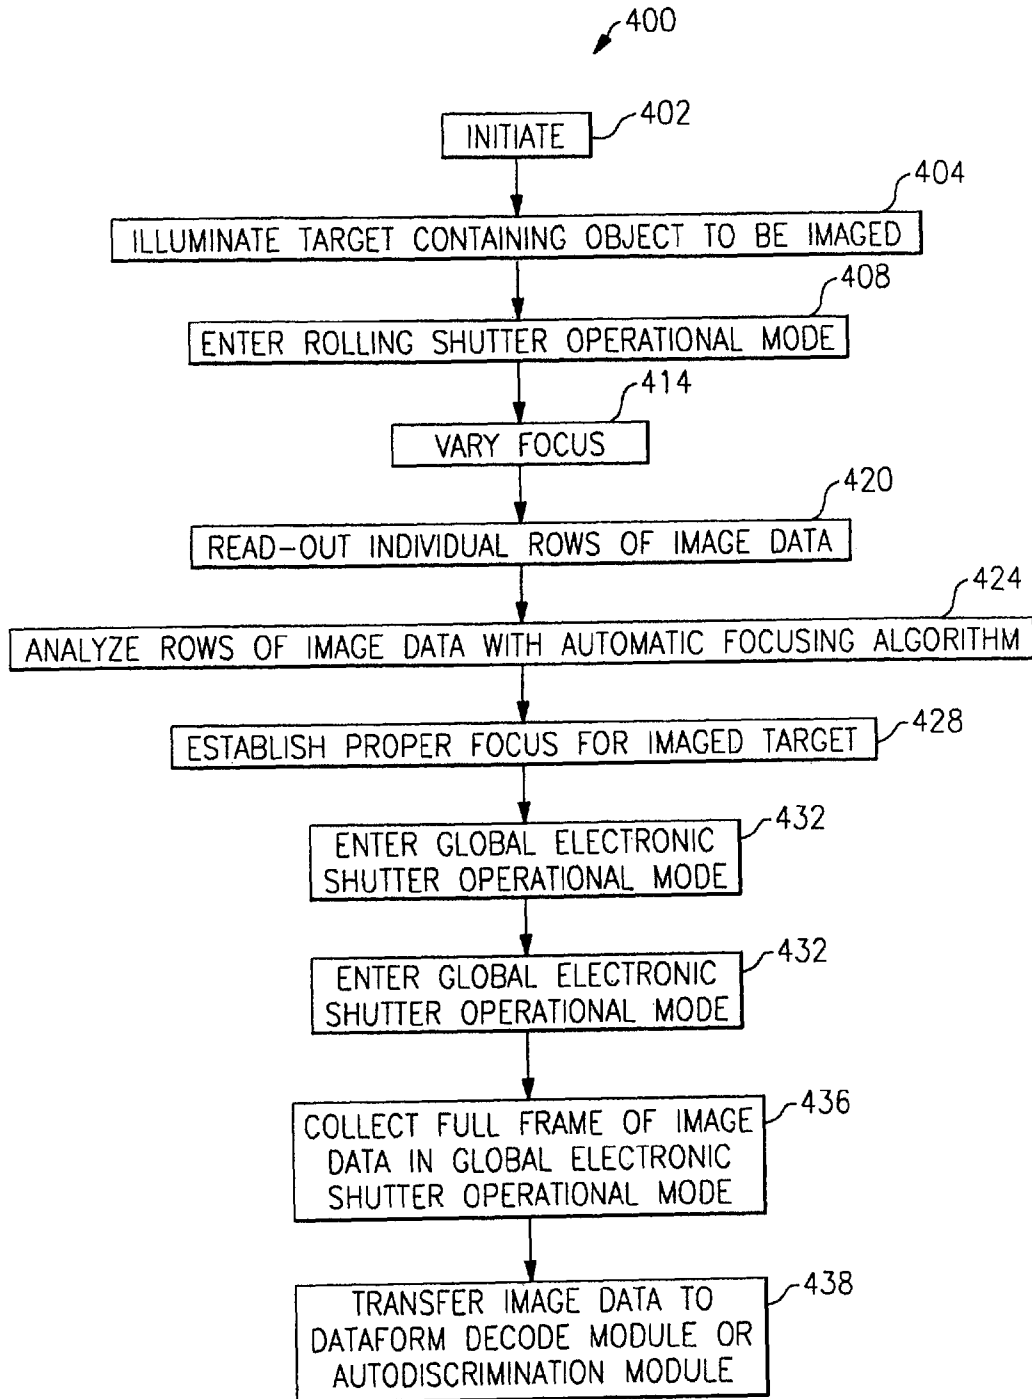 400
402
INITIATE
404
ILLUMINATE TARGET CONTAINING OBJECT TO BE IMAGED
408
ENTER ROLLING SHUTTER OPERATIONAL MODE
414
VARY FOCUS
420
READ-OUT INDIVIDUAL ROWS OF IMAGE DATA
424
ANALYZE ROWS OF IMAGE DATA WITH AUTOMATIC FOCUSING ALGORITHM
428
ESTABLISH PROPER FOCUS FOR IMAGED TARGET
432
ENTER GLOBAL ELECTRONIC
SHUTTER OPERATIONAL MODE
432
ENTER GLOBAL ELECTRONIC
SHUTTER OPERATIONAL MODE
436
COLLECT FULL FRAME OF IMAGE
DATA IN GLOBAL ELECTRONIC
SHUTTER OPERATIONAL MODE
438
TRANSFER IMAGE DATA TO
DATAFORM DECODE MODULE OR
AUTODISCRIMINATION MODULE